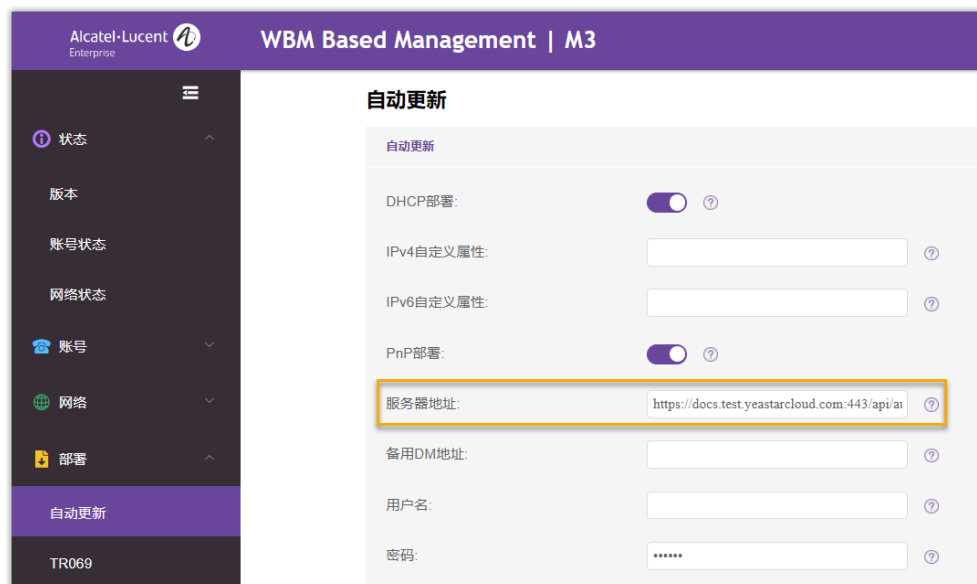 Alcatel·Lucent
Enterprise
WBM Based Management | M3
状态
版本
账号状态
网络状态
账号
网络
部署
自动更新
TR069
自动更新
自动更新
DHCP部署:
IPv4自定义属性:
IPv6自定义属性:
PnP部署:
服务器地址: https://docs.test.yeastarcloud.com:443/api/au
备用DM地址:
用户名:
密码: ••••••